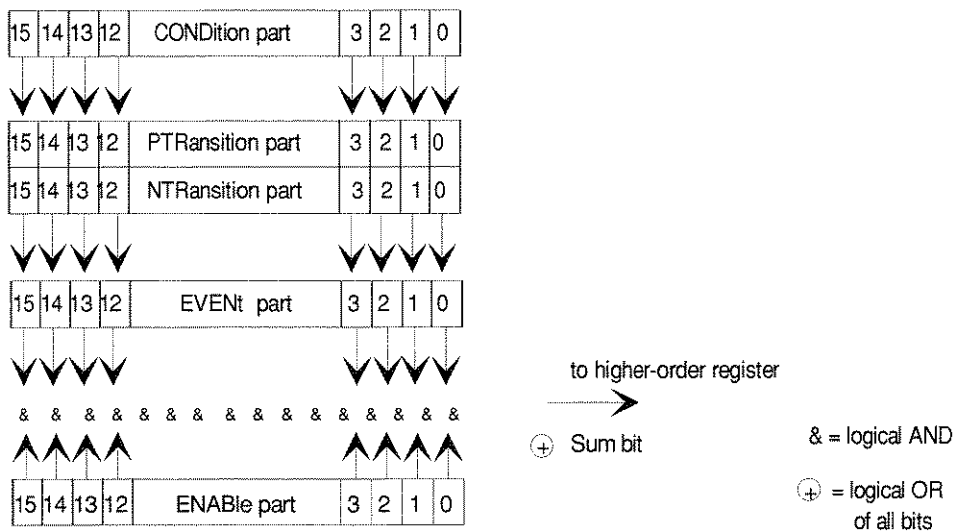 15 14 13 12 CONDition part 3 2 1 0
15 14 13 12 PTRansition part 3 2 1 0
15 14 13 12 NTRansition part 3 2 1 0
15 14 13 12 EVENt part 3 2 1 0
to higher-order register
& & & & & & & & & & & & & & & &
+ Sum bit
& = logical AND
15 14 13 12 ENABle part 3 2 1 0
+ = logical OR
of all bits